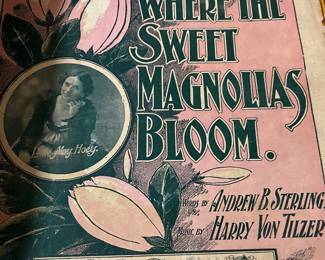 WHERE THE
SWEET
MAGNOLIAS
BLOOM.
WORDS BY ANDREW B. STERLING.
MUSIC BY HARRY VON TILZER